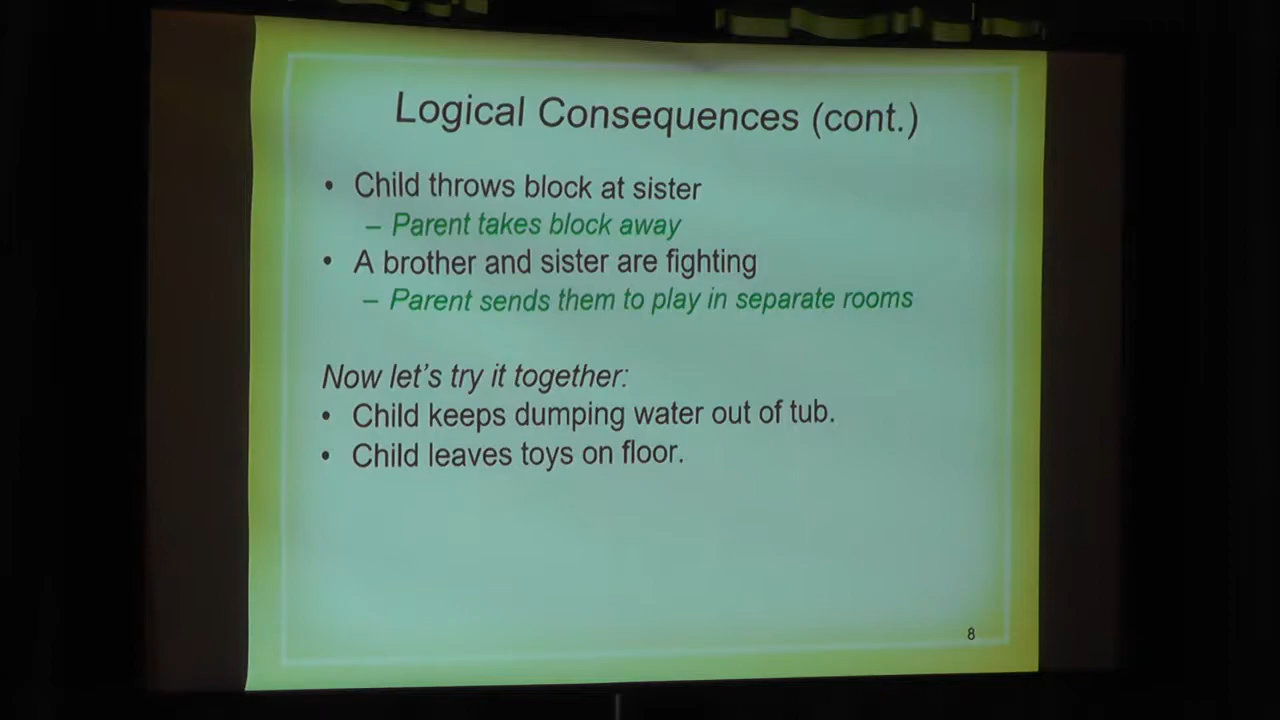 Logical Consequences (cont.)
• Child throws block at sister
– Parent takes block away
• A brother and sister are fighting
– Parent sends them to play in separate rooms
Now let's try it together:
• Child keeps dumping water out of tub.
• Child leaves toys on floor.
8